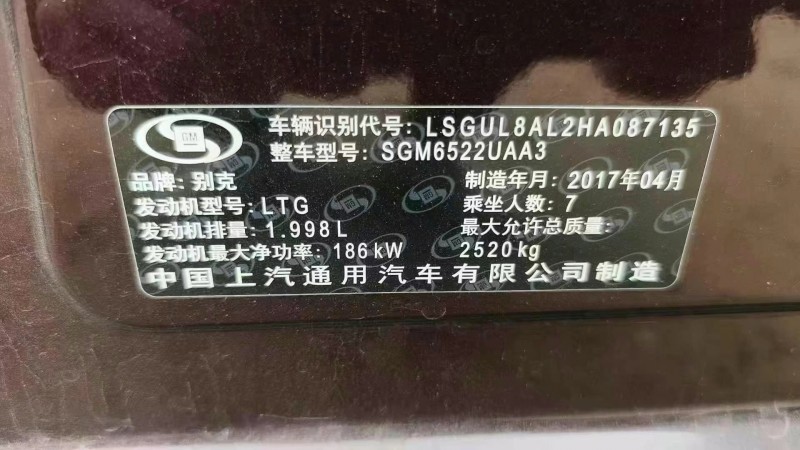 GM
车辆识别代号: LSGUL8AL2HA087135
整车型号: SGM6522UAA3
品牌: 别克
制造年月: 2017年04月
发动机型号: LTG
乘坐人数: 7
发动机排量: 1.998L
最大允许总质量:
发动机最大净功率: 186kW
2520kg
中国上汽通用汽车有限公司制造